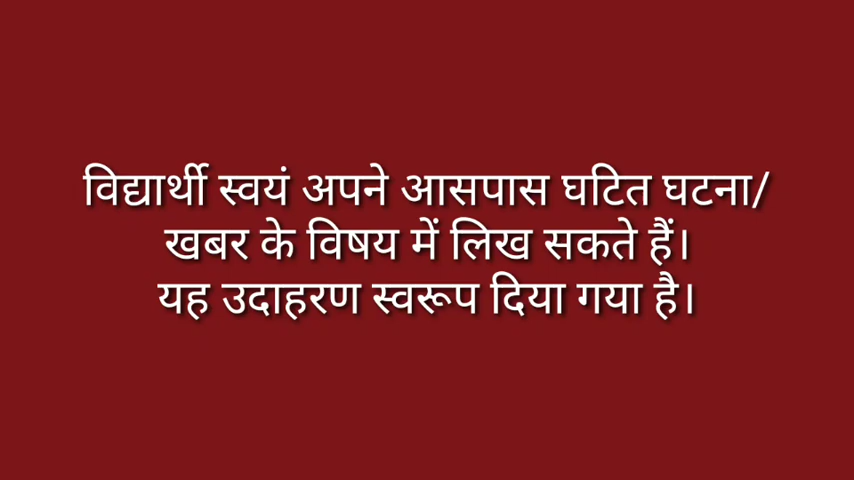 विद्यार्थी स्वयं अपने आसपास घटित घटना/
खबर के विषय में लिख सकते हैं।
यह उदाहरण स्वरूप दिया गया है।